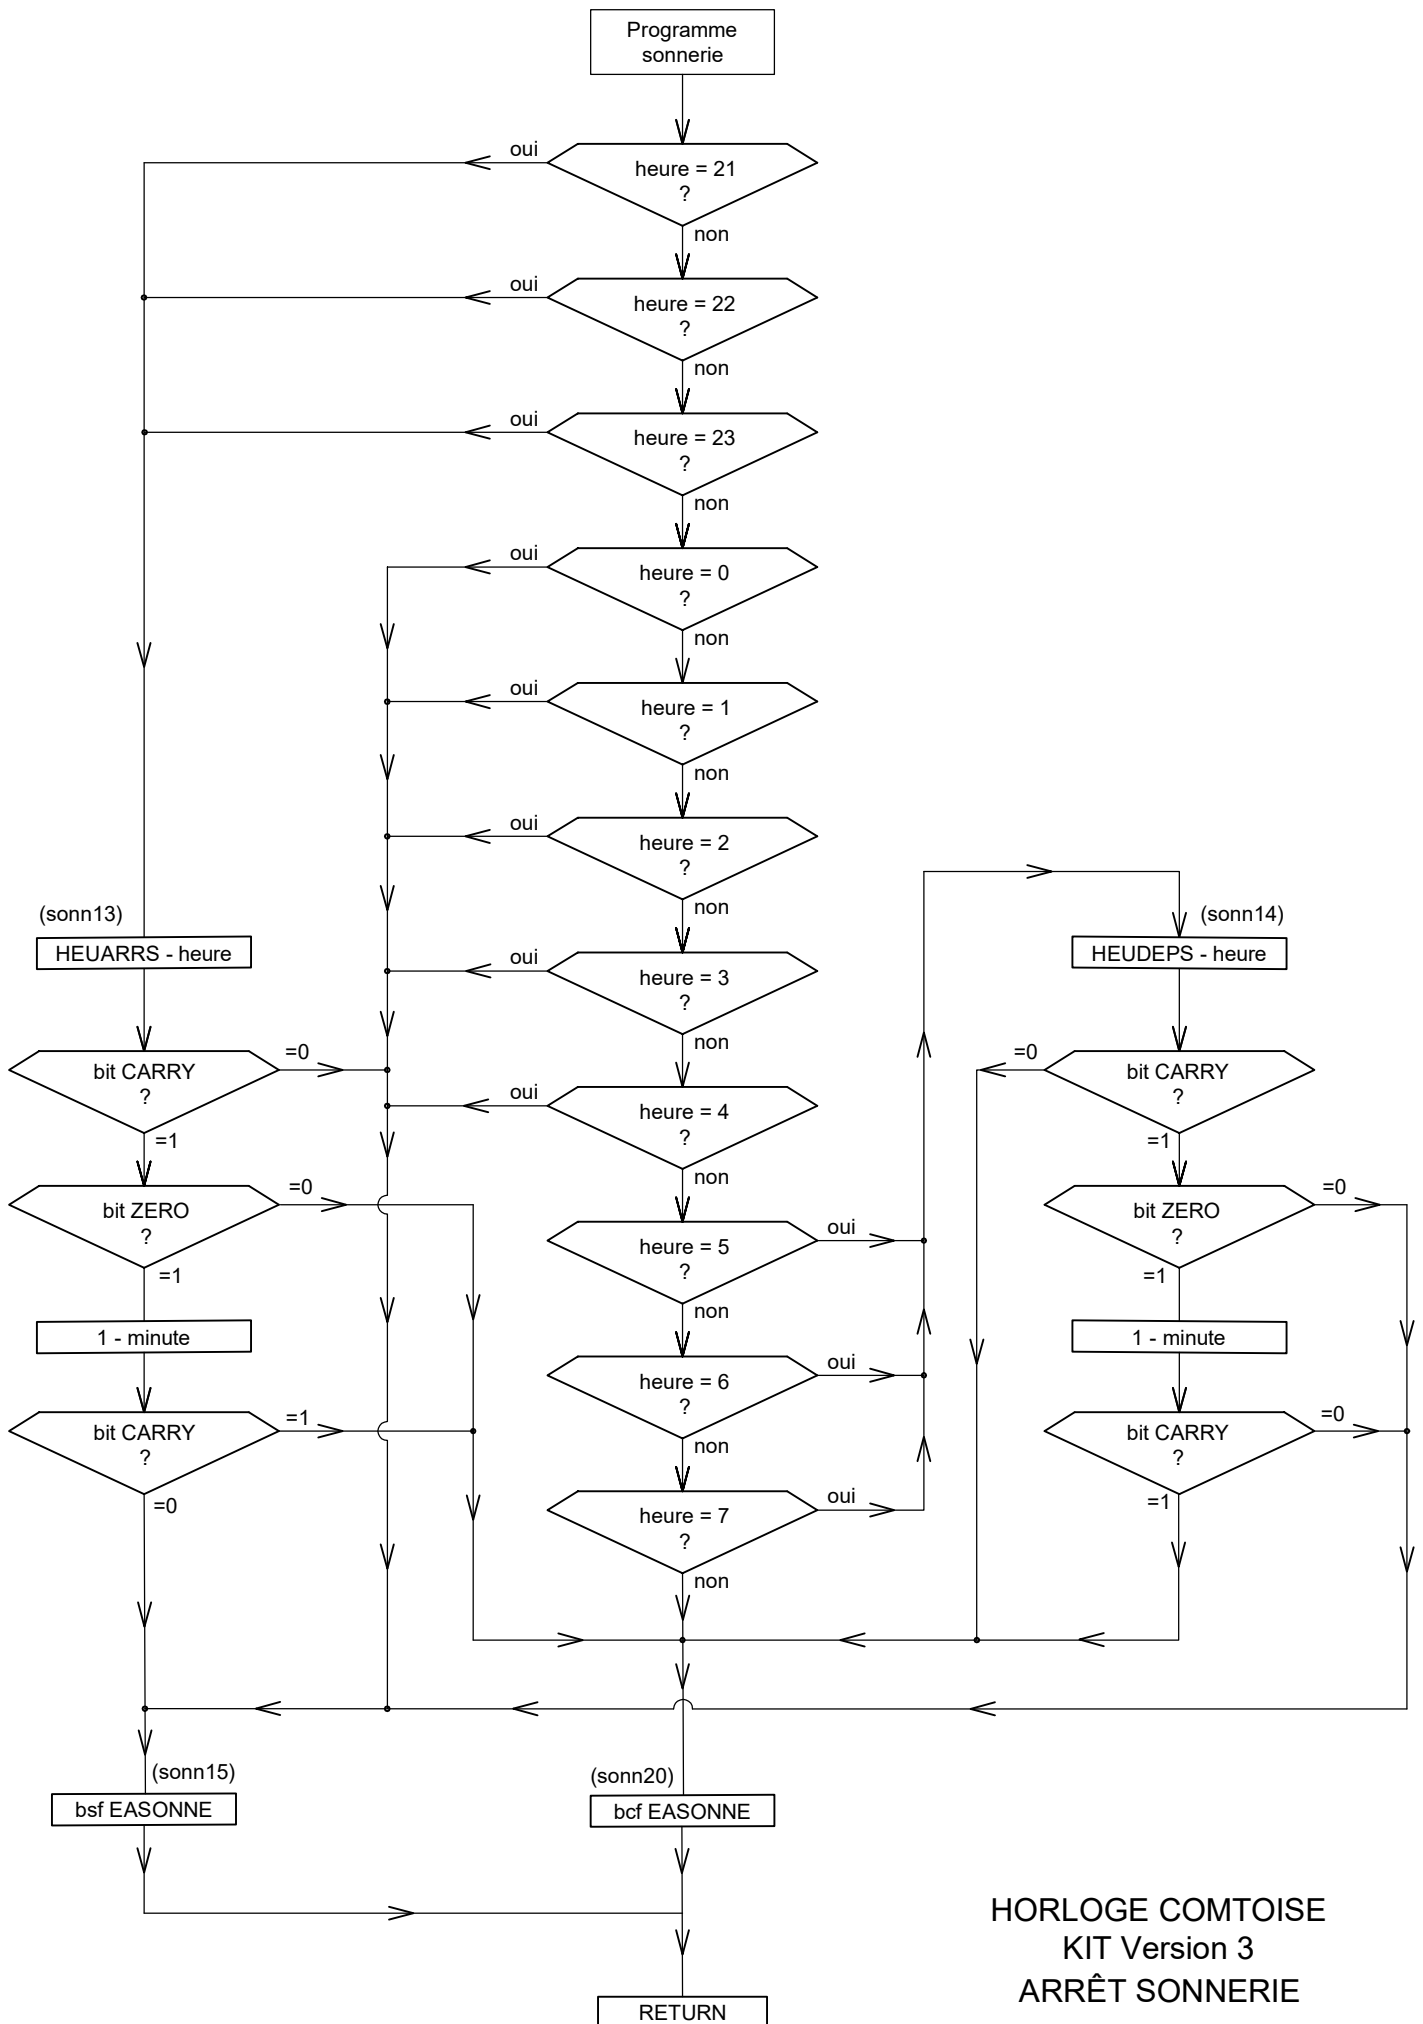 Programme
sonnerie
oui
heure = 21
?
non
oui
heure = 22
?
non
oui
heure = 23
?
non
oui
heure = 0
?
non
oui
heure = 1
?
non
oui
heure = 2
?
non
oui
heure = 3
?
non
oui
heure = 4
?
non
heure = 5
?
oui
non
heure = 6
?
oui
non
heure = 7
?
oui
non
(sonn13)
HEUARRS - heure
bit CARRY
?
=0
=1
bit ZERO
?
=0
=1
1 - minute
bit CARRY
?
=1
=0
(sonn14)
HEUDEPS - heure
=0
bit CARRY
?
=1
bit ZERO
?
=0
=1
1 - minute
bit CARRY
?
=0
=1
(sonn15)
bsf EASONNE
(sonn20)
bcf EASONNE
RETURN
HORLOGE COMTOISE
KIT Version 3
ARRÊT SONNERIE